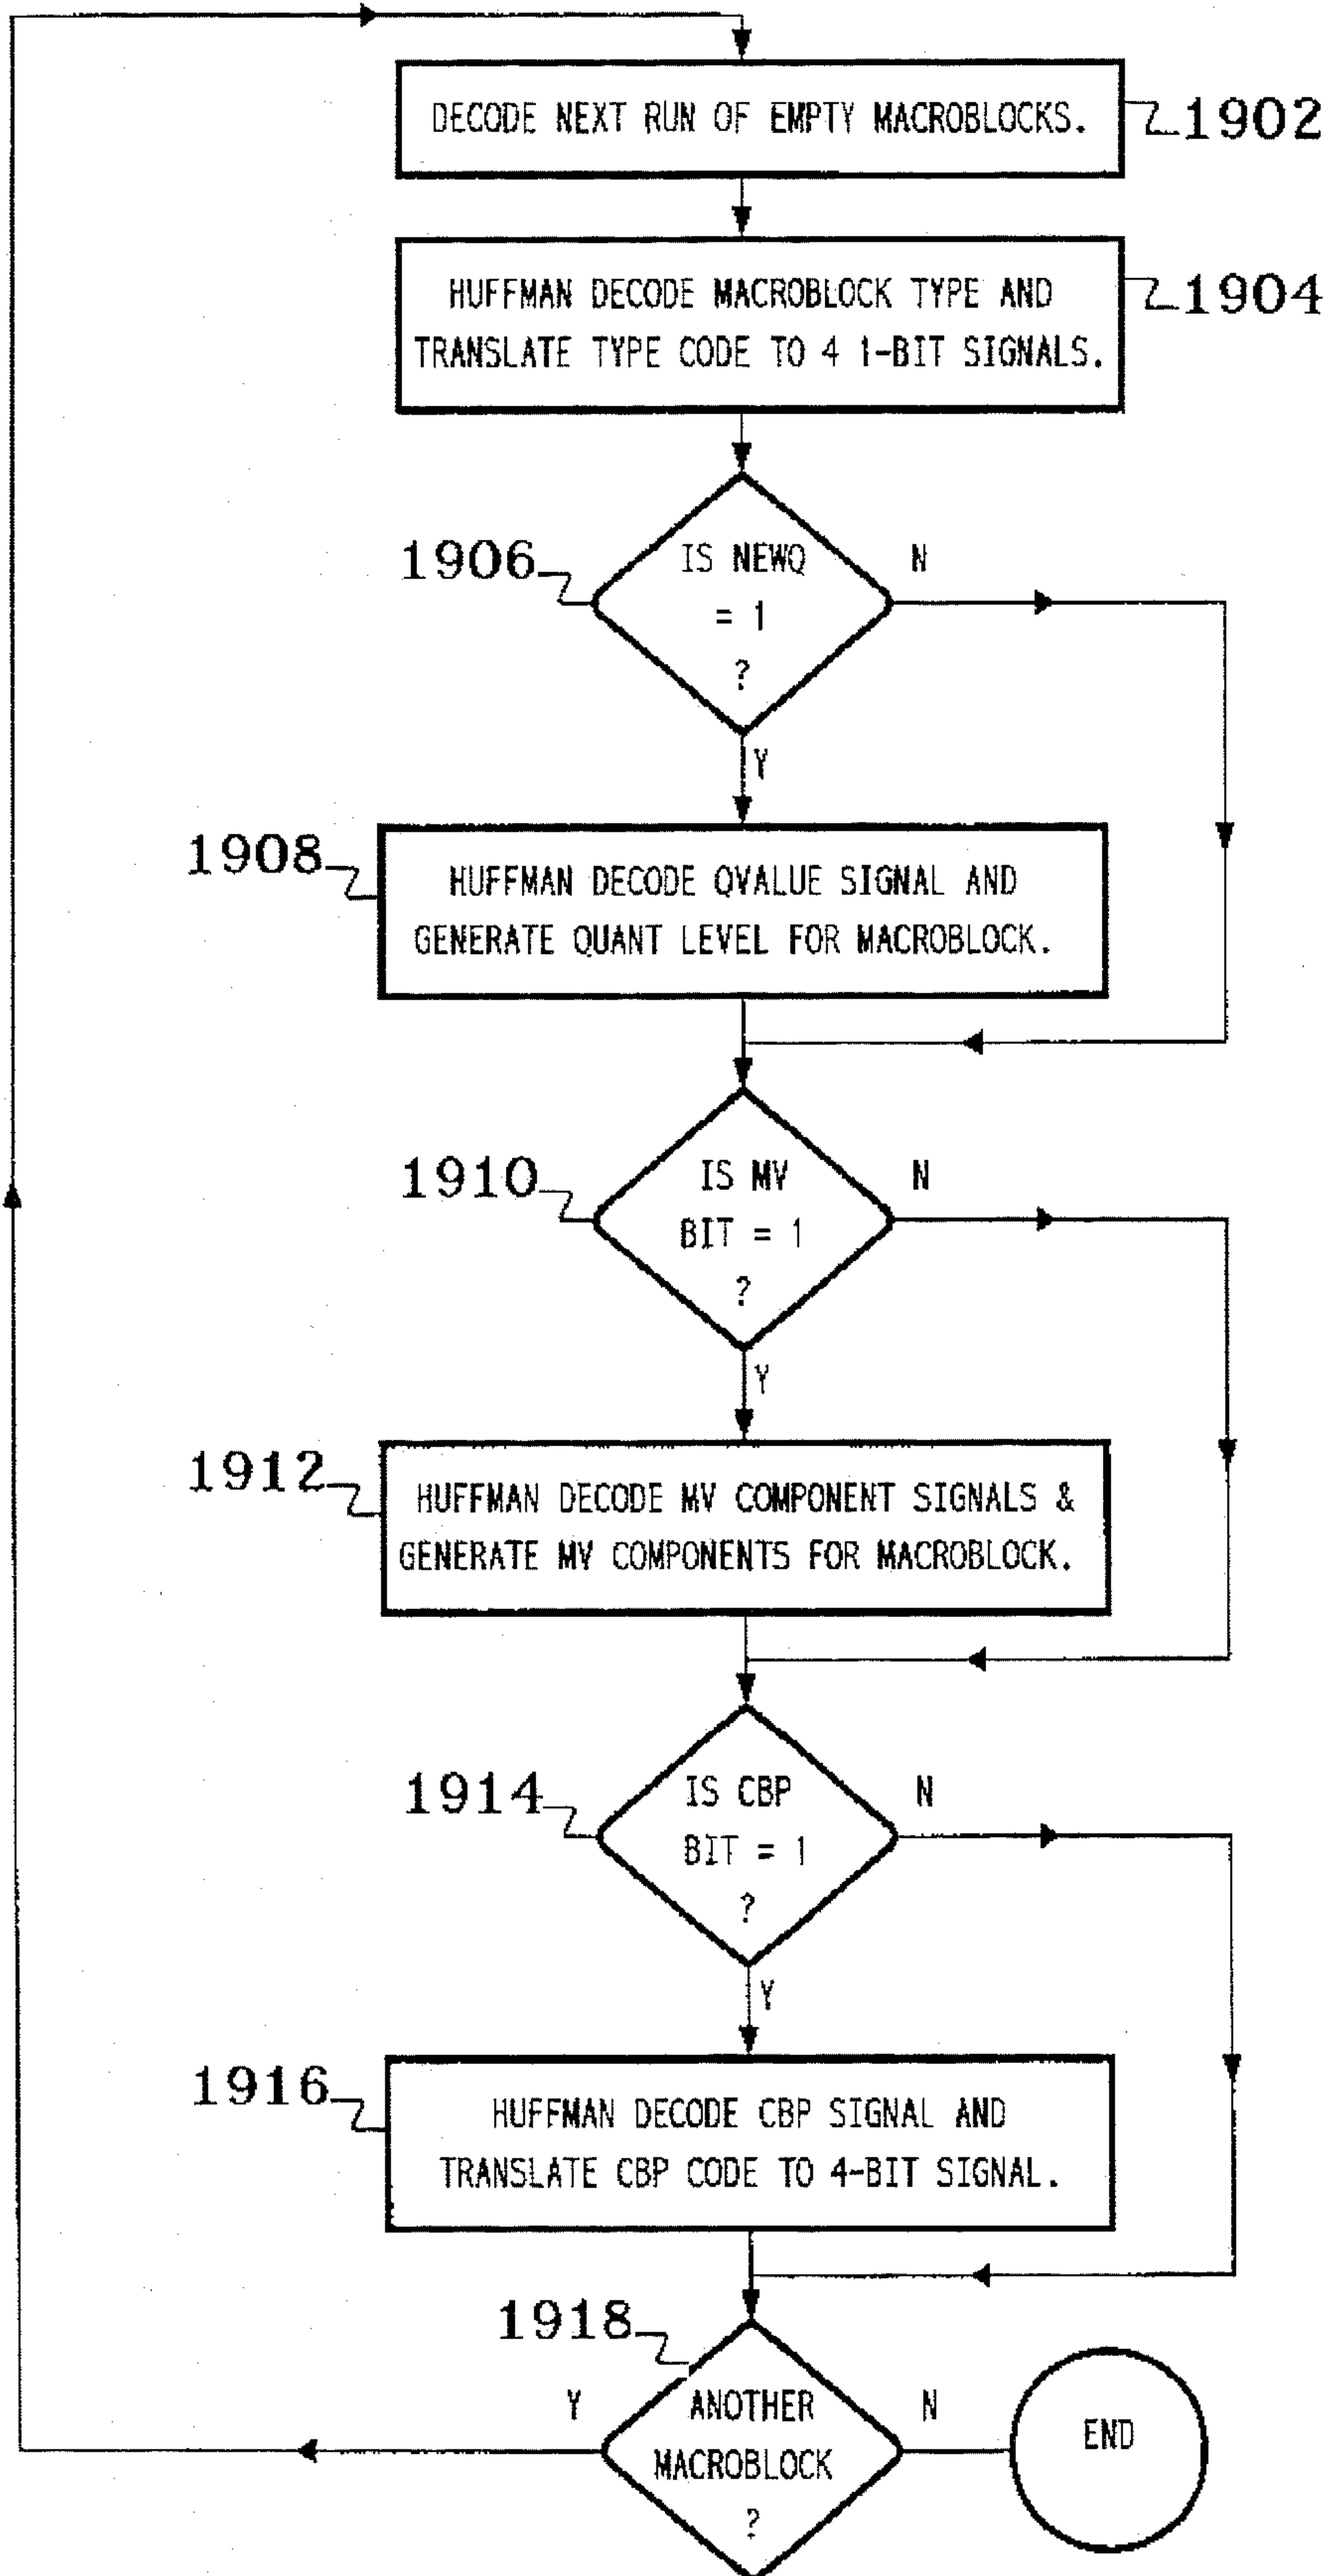 DECODE NEXT RUN OF EMPTY MACROBLOCKS.
1902
HUFFMAN DECODE MACROBLOCK TYPE AND
TRANSLATE TYPE CODE TO 4 1-BIT SIGNALS.
1904
1906
IS NEWQ
= 1
?
N
Y
1908
HUFFMAN DECODE QVALUE SIGNAL AND
GENERATE QUANT LEVEL FOR MACROBLOCK.
1910
IS MV
BIT = 1
?
N
Y
1912
HUFFMAN DECODE MV COMPONENT SIGNALS &
GENERATE MV COMPONENTS FOR MACROBLOCK.
1914
IS CBP
BIT = 1
?
N
Y
1916
HUFFMAN DECODE CBP SIGNAL AND
TRANSLATE CBP CODE TO 4-BIT SIGNAL.
1918
Y
ANOTHER
MACROBLOCK
?
N
END